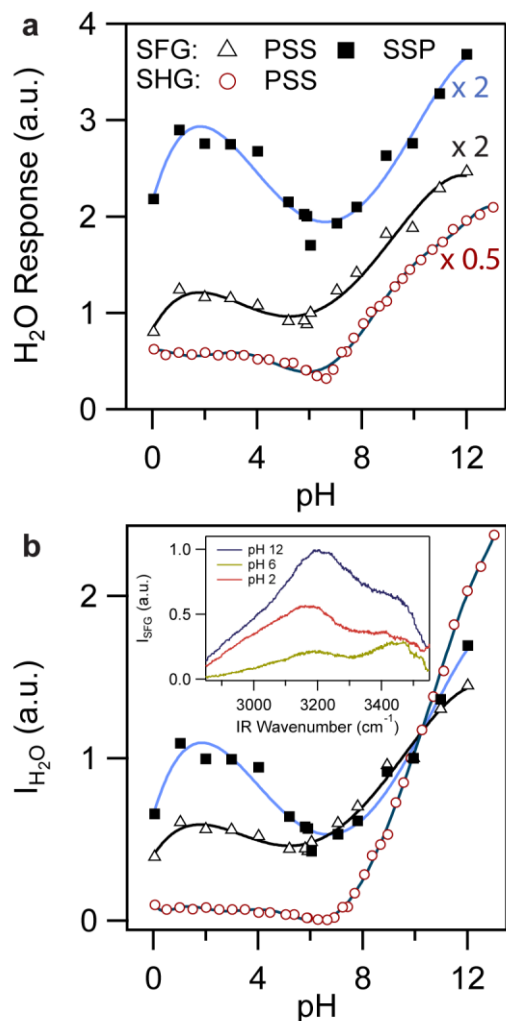 a
SFG: △ PSS ■ SSP
SHG: ○ PSS
x 2
x 2
x 0.5
4
3
2
1
0
H₂O Response (a.u.)
0 4 8 12
pH
b
pH 12
pH 6
pH 2
1.0
0.5
0.0
I_SFG (a.u.)
3000 3200 3400
IR Wavenumber (cm⁻¹)
2
1
0
I_H₂O (a.u.)
0 4 8 12
pH